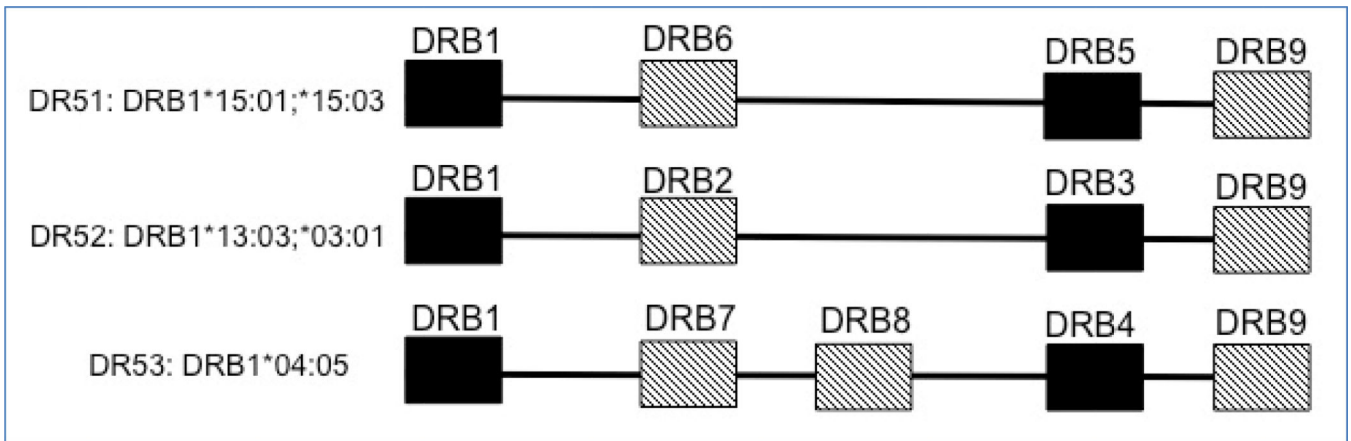 DRB1 DRB6 DRB5 DRB9
DR51: DRB1*15:01;*15:03
DRB1 DRB2 DRB3 DRB9
DR52: DRB1*13:03;*03:01
DRB1 DRB7 DRB8 DRB4 DRB9
DR53: DRB1*04:05